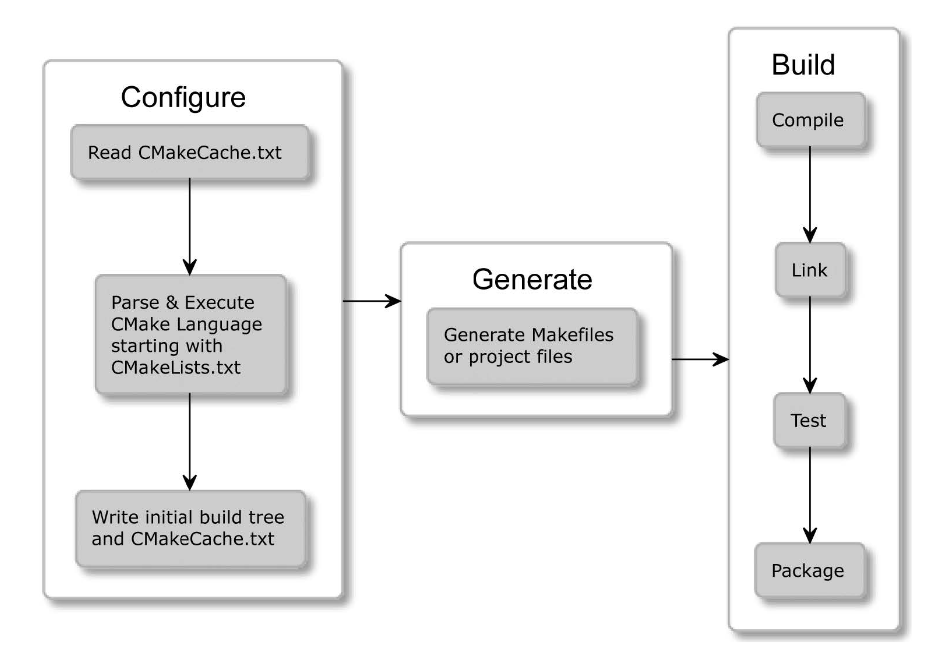 Configure
Read CMakeCache.txt
Parse & Execute
CMake Language
starting with
CMakeLists.txt
Write initial build tree
and CMakeCache.txt
Generate
Generate Makefiles
or project files
Build
Compile
Link
Test
Package